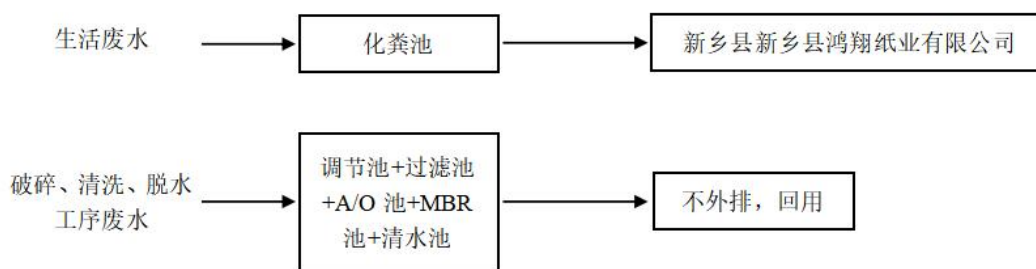 生活废水
化粪池
新乡县新乡县鸿翔纸业有限公司
破碎、清洗、脱水
工序废水
调节池+过滤池
+A/O 池+MBR
池+清水池
不外排，回用